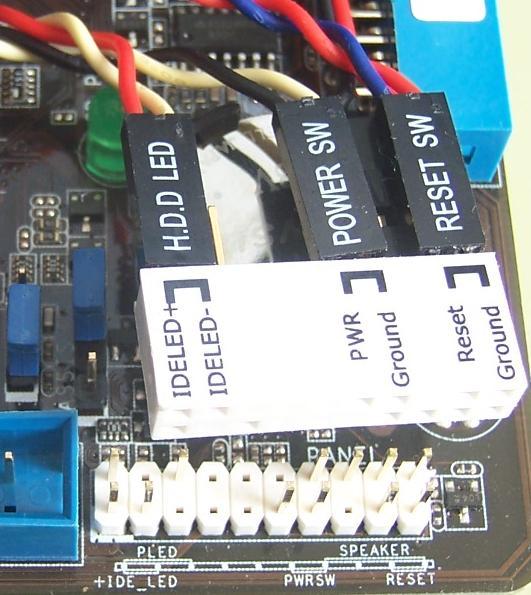 H.D.D LED
POWER SW
RESET SW
IDELED+
IDELED-
PWR
Ground
Reset
Ground
PANEL
PLED
SPEAKER
+IDE_LED
PWRSW
RESET